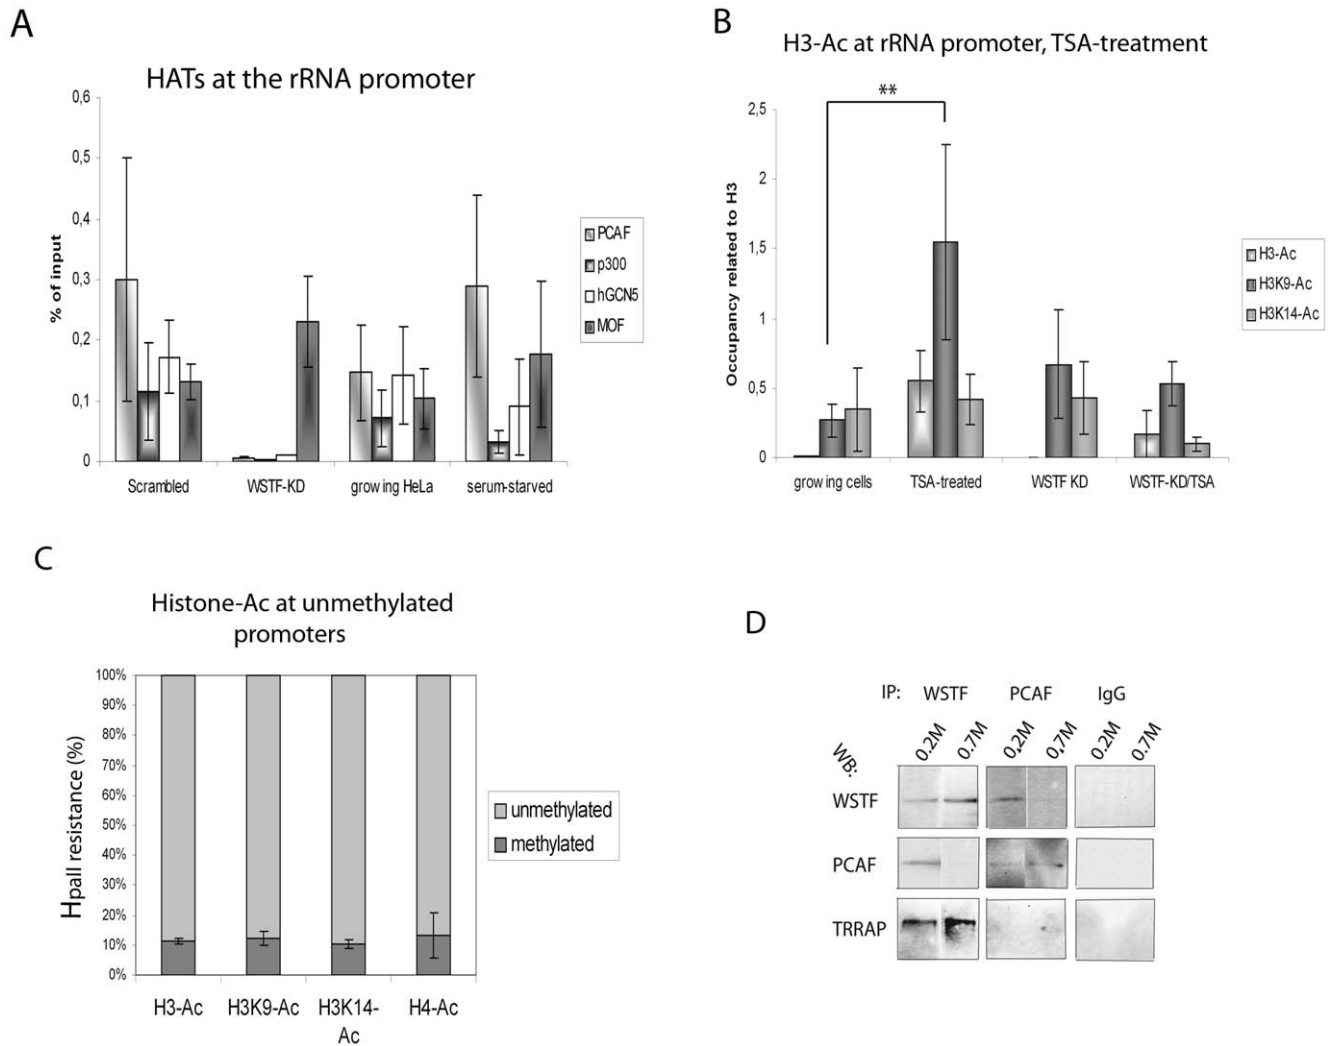 A
HATs at the rRNA promoter
% of input
0,6
0,5
0,4
0,3
0,2
0,1
0
Scrambled
WSTF-KD
growing HeLa
serum-starved
PCAF
p300
hGCN5
MOF
B
H3-Ac at rRNA promoter, TSA-treatment
Occupancy related to H3
2,5
2
1,5
1
0,5
0
**
growing cells
TSA-treated
WSTF KD
WSTF-KD/TSA
H3-Ac
H3K9-Ac
H3K14-Ac
C
Histone-Ac at unmethylated
promoters
HpaII resistance (%)
100%
90%
80%
70%
60%
50%
40%
30%
20%
10%
0%
H3-Ac
H3K9-Ac
H3K14-
Ac
H4-Ac
unmethylated
methylated
D
IP: WSTF PCAF IgG
WB: 0.2M 0.7M 0,2M 0,7M 0.2M 0.7M
WSTF
PCAF
TRRAP